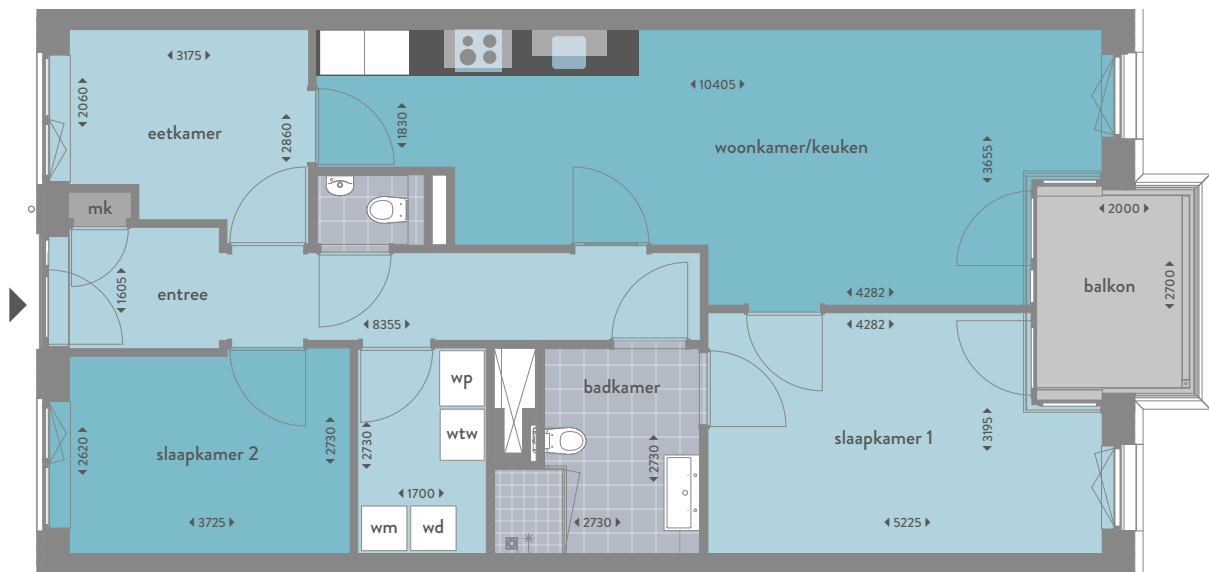 3175
2060
eetkamer
2860
1830
10405
woonkamer/keuken
3655
mk
2000
entree
1605
8355
4282
4282
balkon
2700
wp
wtw
badkamer
slaapkamer 2
2620
2730
2730
2730
slaapkamer 1
3195
3725
1700
wm
wd
2730
5225